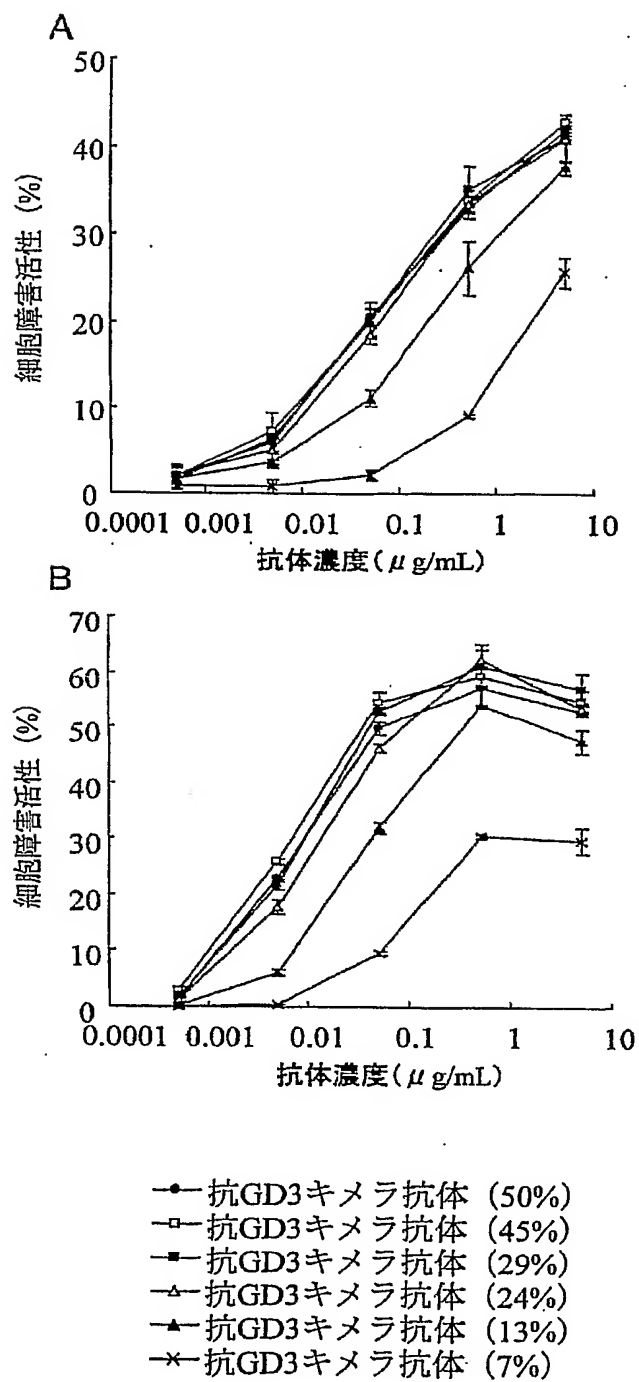 A
50
40
30
20
10
0
細胞障害活性 (%)
0.0001 0.001 0.01 0.1 1 10
抗体濃度(μg/mL)
B
70
60
50
40
30
20
10
0
細胞障害活性 (%)
0.0001 0.001 0.01 0.1 1 10
抗体濃度(μg/mL)
抗GD3キメラ抗体 (50%)
抗GD3キメラ抗体 (45%)
抗GD3キメラ抗体 (29%)
抗GD3キメラ抗体 (24%)
抗GD3キメラ抗体 (13%)
抗GD3キメラ抗体 (7%)